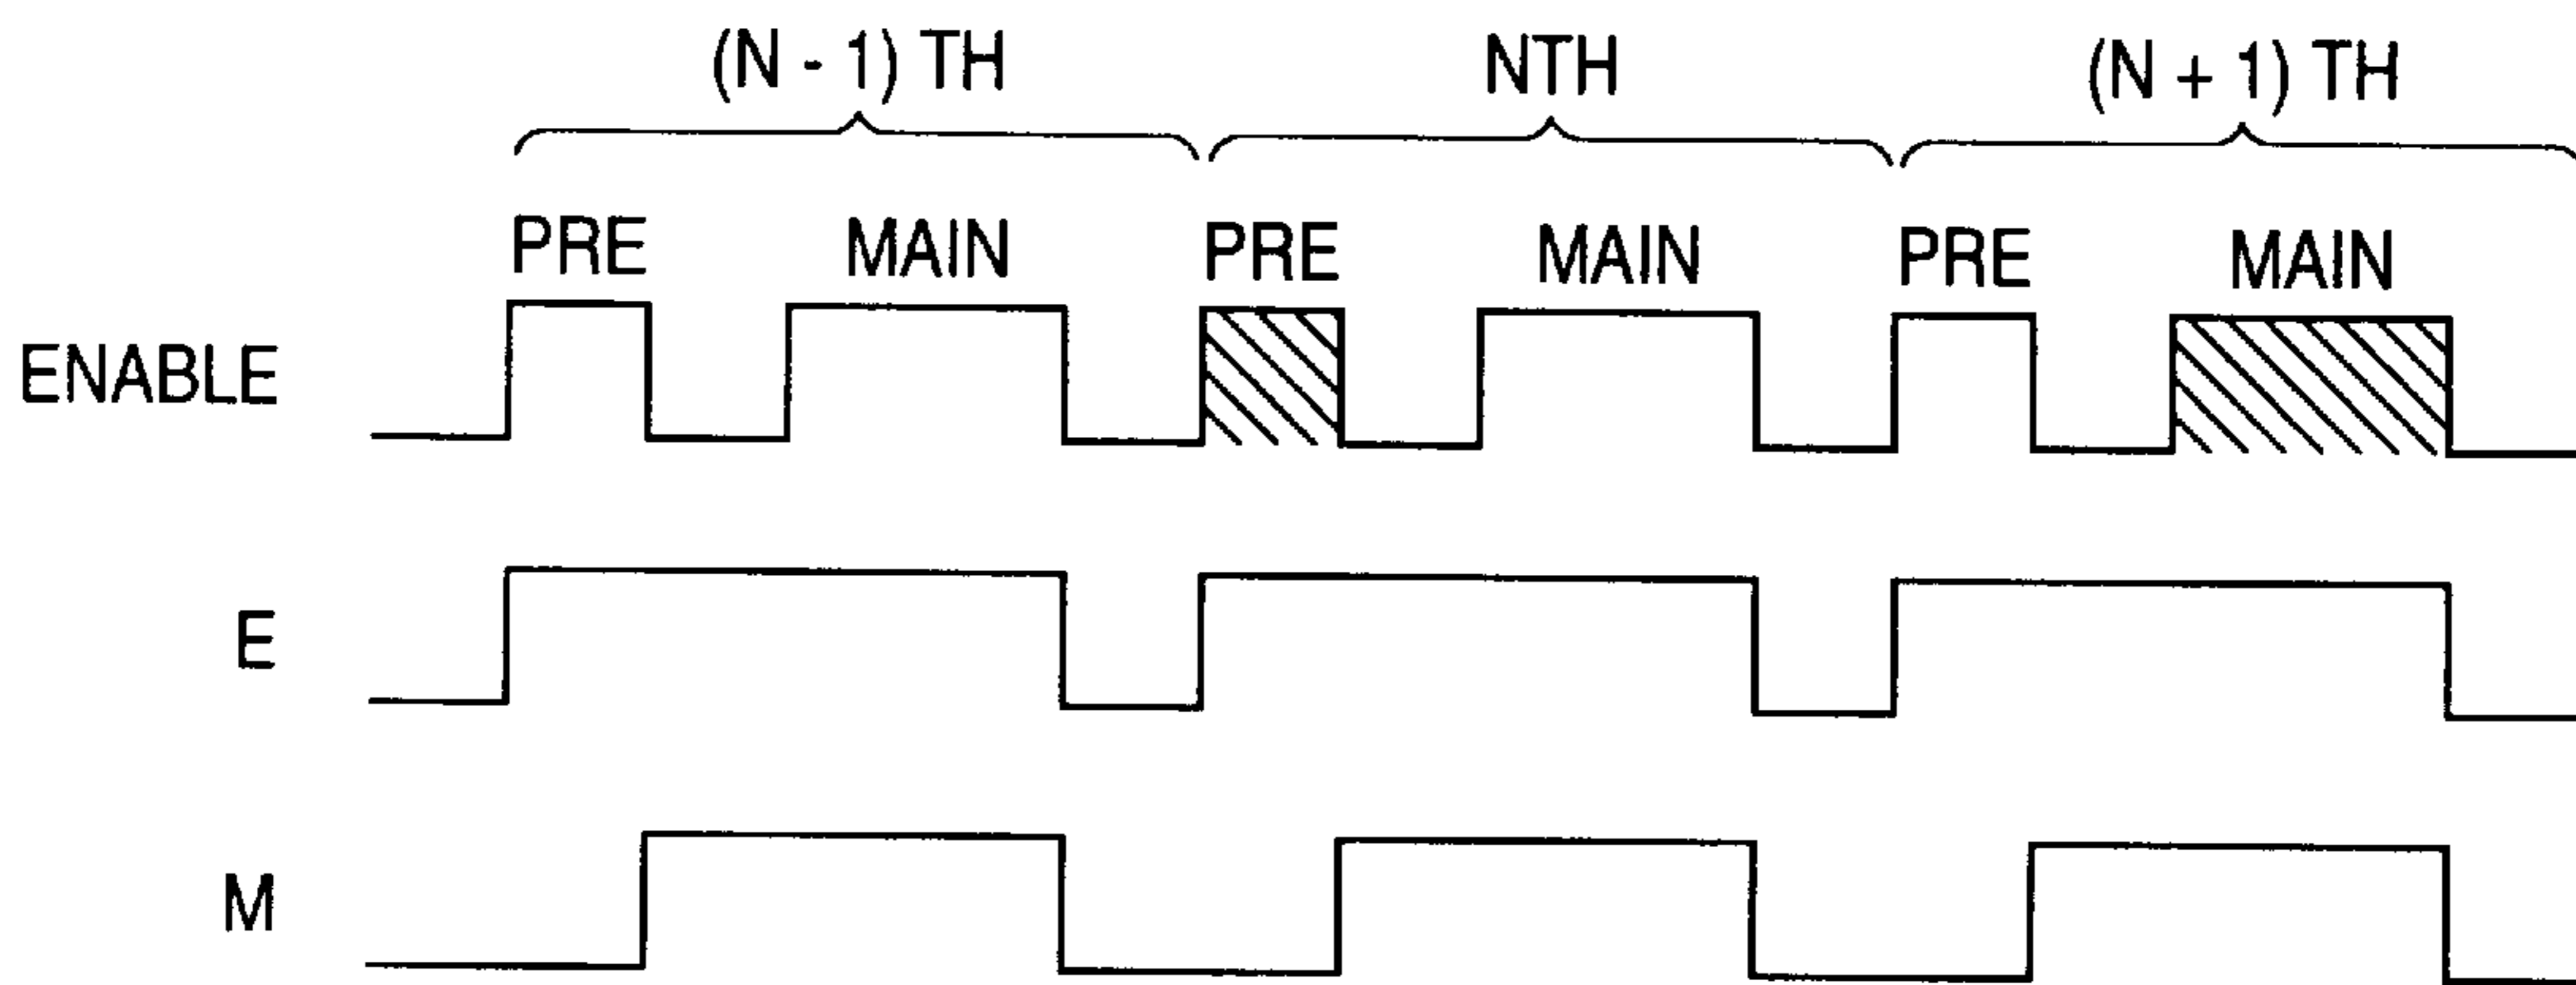 (N - 1) TH NTH (N + 1) TH
PRE MAIN PRE MAIN PRE MAIN
ENABLE
E
M